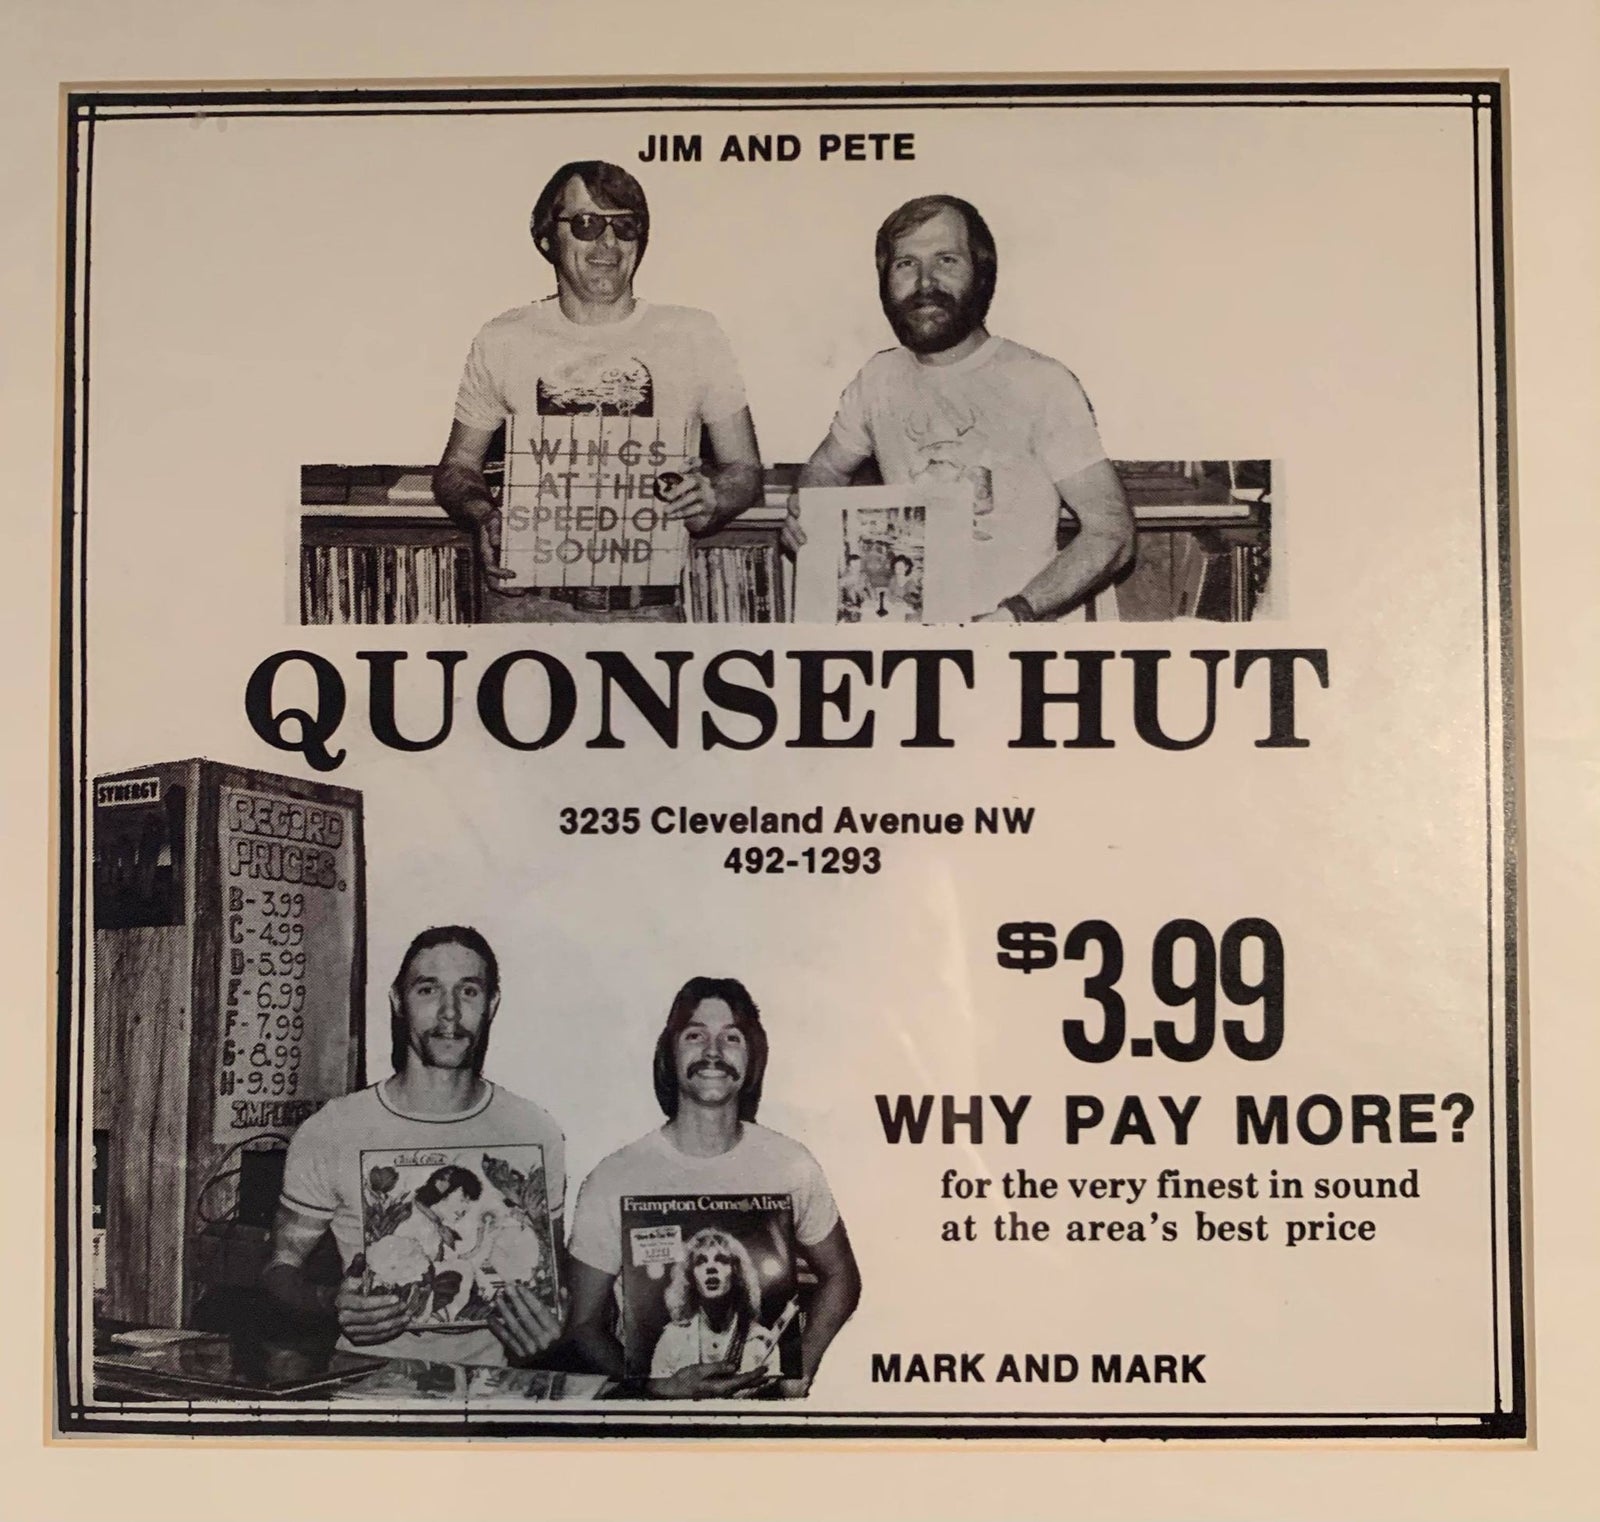 JIM AND PETE
WINGS
AT THE
SPEED OF
SOUND
QUONSET HUT
3235 Cleveland Avenue NW
492-1293
SYNERGY
RECORD
PRICES.
B-3.99
C-4.99
D-5.99
E-6.99
F-7.99
G-8.99
H-9.99
$3.99
WHY PAY MORE?
for the very finest in sound
at the area's best price
Frampton Comes Alive!
MARK AND MARK